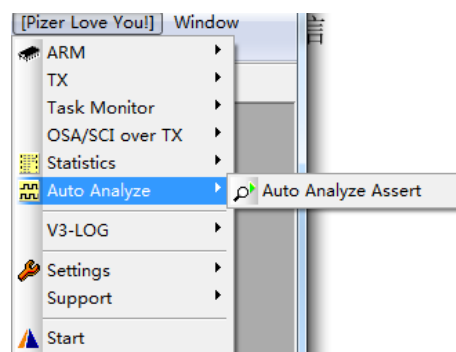 [Pizer Love You!] Window
言
ARM
TX
Task Monitor
OSA/SCI over TX
Statistics
Auto Analyze
Auto Analyze Assert
V3-LOG
Settings
Support
Start